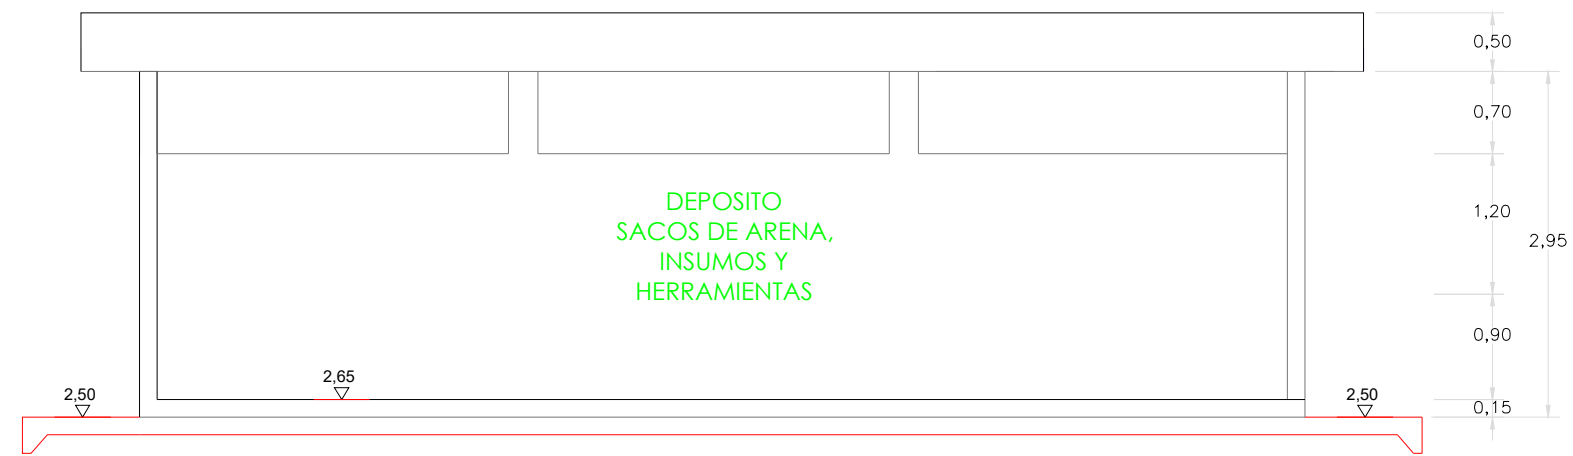 0,50
0,70
DEPOSITO
SACOS DE ARENA,
INSUMOS Y
HERRAMIENTAS
1,20
2,95
0,90
2,65
2,50
2,50
0,15